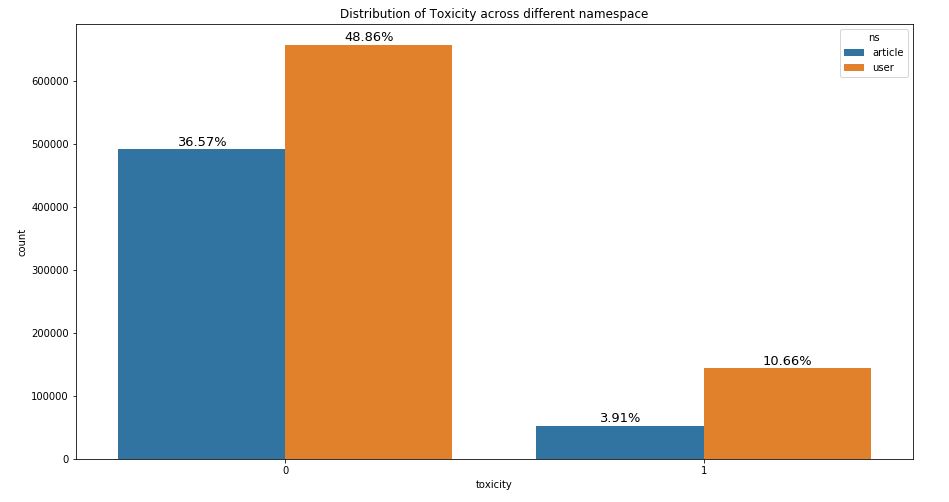 Distribution of Toxicity across different namespace
48.86%
ns
article
user
600000
500000
36.57%
400000
count
300000
200000
10.66%
100000
3.91%
0
0
1
toxicity